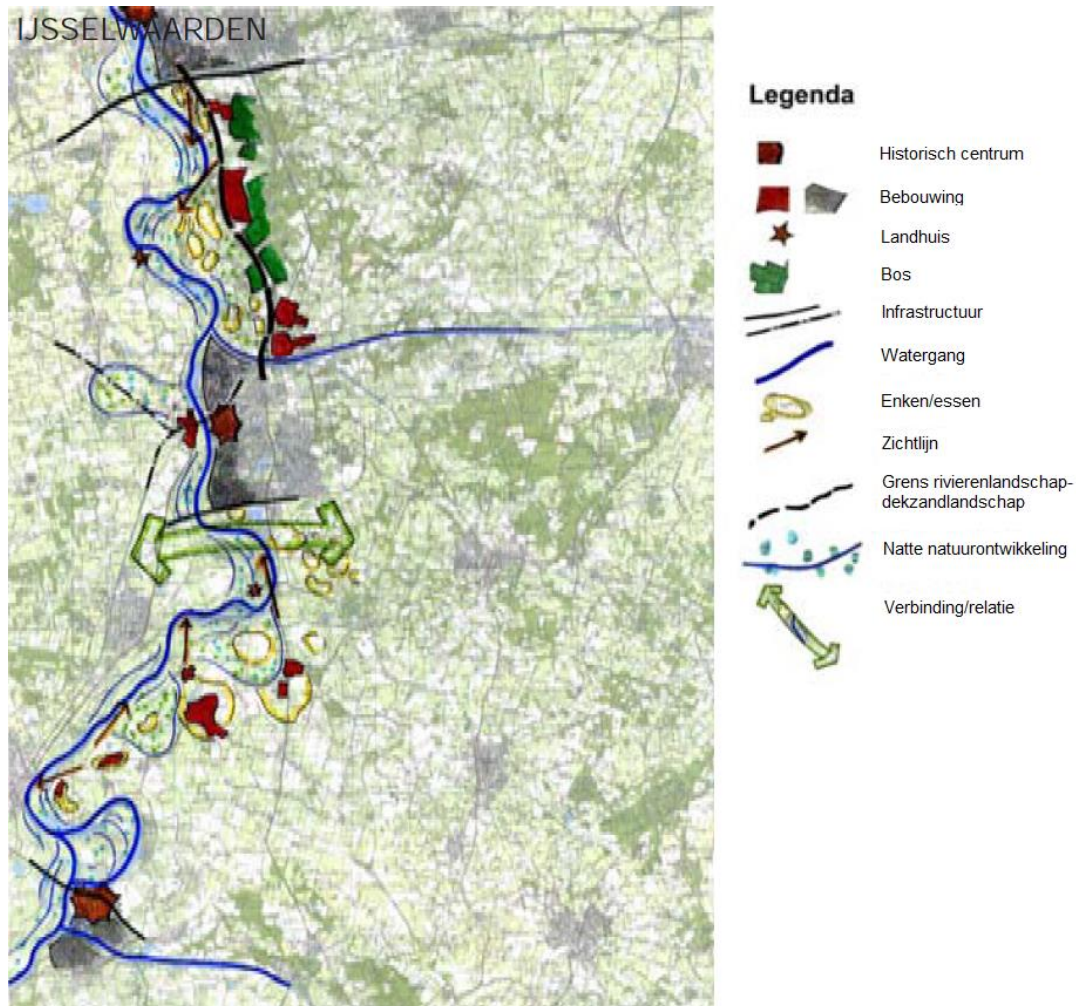 IJSSELWAARDEN
Legenda
Historisch centrum
Bebouwing
Landhuis
Bos
Infrastructuur
Watergang
Enken/essen
Zichtlijn
Grens rivierenlandschap-
dekzandlandschap
Natte natuurontwikkeling
Verbinding/relatie